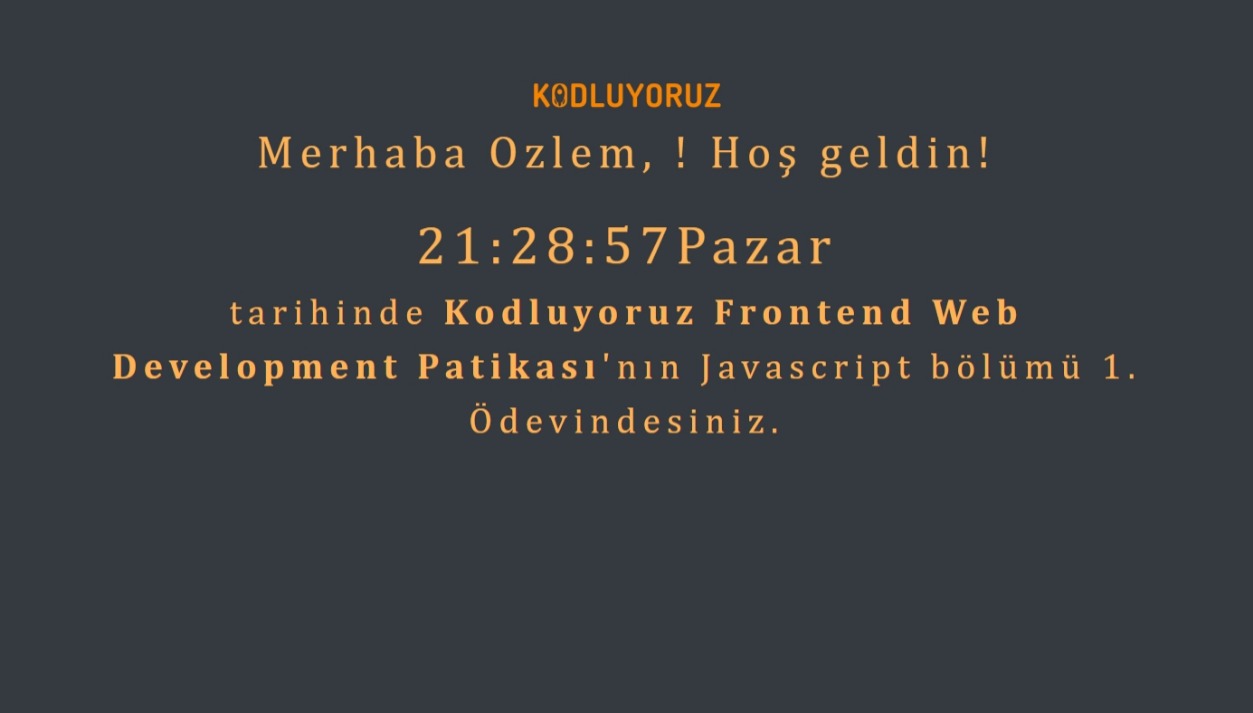 KODLUYORUZ
Merhaba Ozlem, ! Hoş geldin!
21:28:57Pazar
tarihinde Kodluyoruz Frontend Web
Development Patikası'nın Javascript bölümü 1.
Ödevindesiniz.